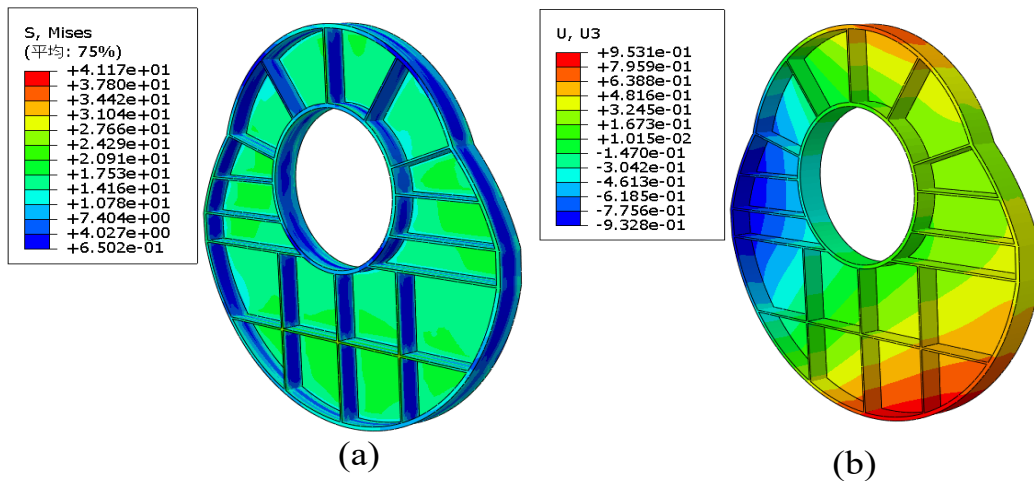 S, Mises
(平均: 75%)
+4.117e+01
+3.780e+01
+3.442e+01
+3.104e+01
+2.766e+01
+2.429e+01
+2.091e+01
+1.753e+01
+1.416e+01
+1.078e+01
+7.404e+00
+4.027e+00
+6.502e-01
U, U3
+9.531e-01
+7.959e-01
+6.388e-01
+4.816e-01
+3.245e-01
+1.673e-01
+1.015e-02
-1.470e-01
-3.042e-01
-4.613e-01
-6.185e-01
-7.756e-01
-9.328e-01
(a)
(b)